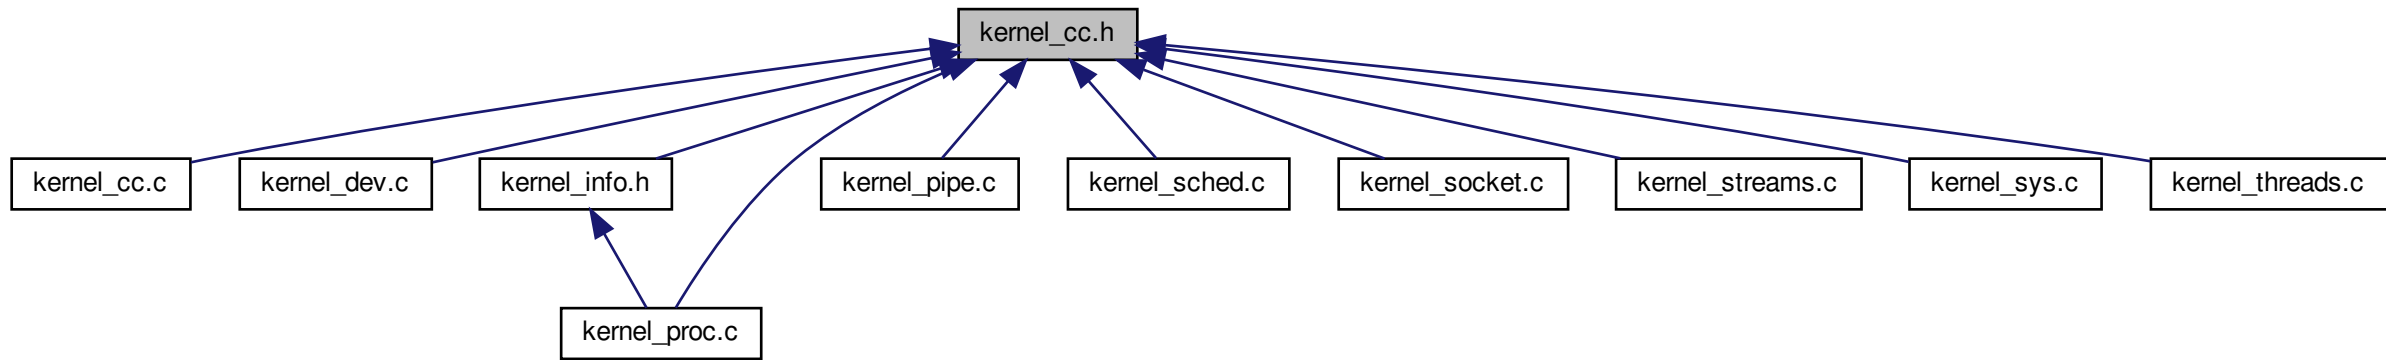 kernel_cc.h
kernel_cc.c
kernel_dev.c
kernel_info.h
kernel_pipe.c
kernel_sched.c
kernel_socket.c
kernel_streams.c
kernel_sys.c
kernel_threads.c
kernel_proc.c